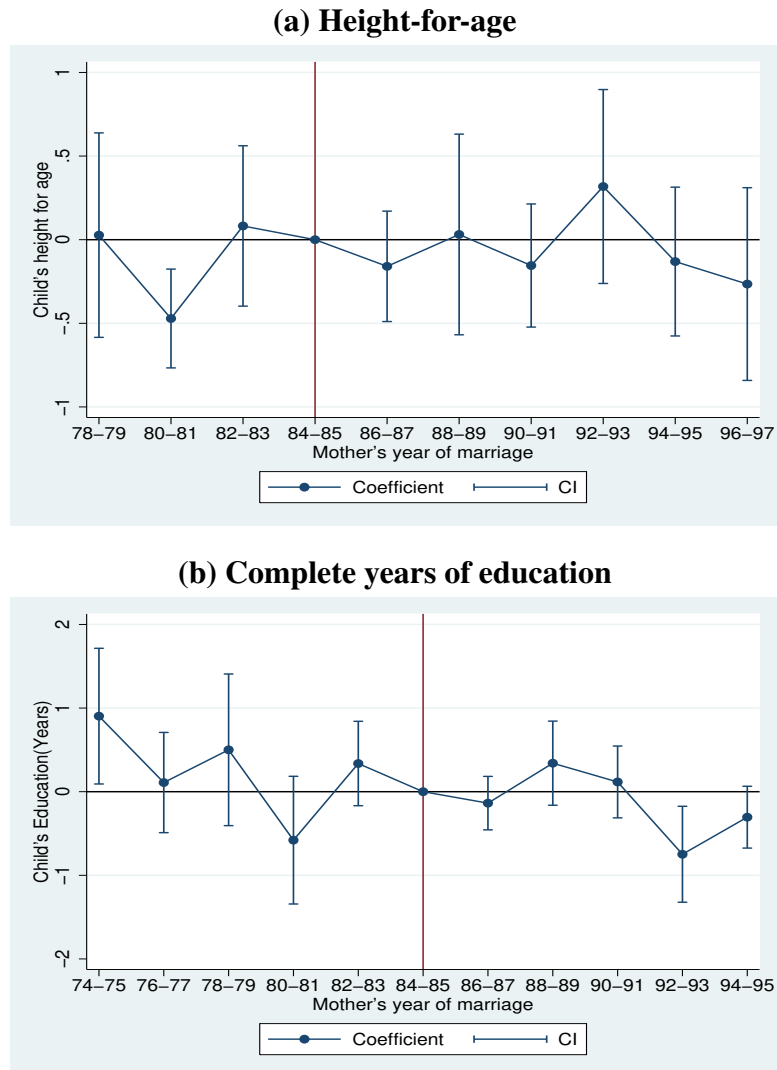 (a) Height-for-age
1
.5
0
−.5
−1
Child's height for age
78−79 80−81 82−83 84−85 86−87 88−89 90−91 92−93 94−95 96−97
Mother's year of marriage
Coefficient CI
(b) Complete years of education
2
1
0
−1
−2
Child's Education(Years)
74−75 76−77 78−79 80−81 82−83 84−85 86−87 88−89 90−91 92−93 94−95
Mother's year of marriage
Coefficient CI